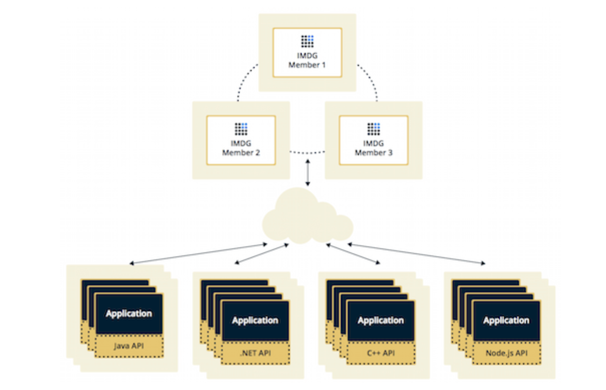 IMDG
Member 1
IMDG
Member 2
IMDG
Member 3
Application
Java API
Application
.NET API
Application
C++ API
Application
Node.js API